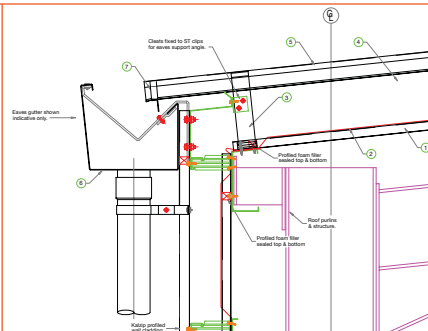 ℄
Cleats fixed to ST clips
for eaves support angle.
5
4
7
Eaves gutter shown
indicative only.
3
Profiled foam filler
sealed top & bottom
2
1
6
Roof purlins
& structure.
Profiled foam filler
sealed top & bottom
Kalzip profiled
wall cladding